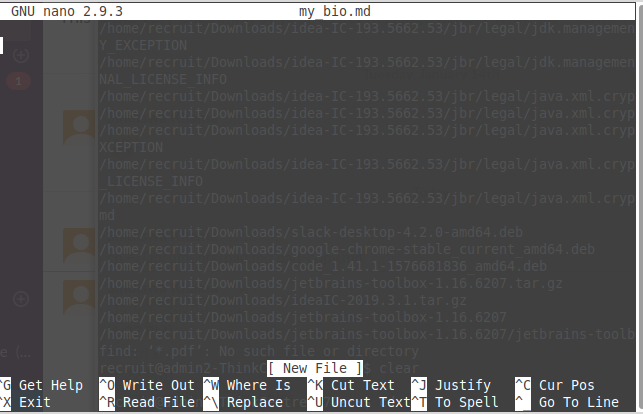 GNU nano 2.9.3 my_bio.md
/home/recruit/Downloads/idea-IC-193.5662.53/jbr/legal/jdk.managemen
Y_EXCEPTION
/home/recruit/Downloads/idea-IC-193.5662.53/jbr/legal/jdk.managemen
NAL_LICENSE_INFO
1
/home/recruit/Downloads/idea-IC-193.5662.53/jbr/legal/java.xml.cryp
/home/recruit/Downloads/idea-IC-193.5662.53/jbr/legal/java.xml.cryp
/home/recruit/Downloads/idea-IC-193.5662.53/jbr/legal/java.xml.cryp
XCEPTION
/home/recruit/Downloads/idea-IC-193.5662.53/jbr/legal/java.xml.cryp
_LICENSE_INFO
/home/recruit/Downloads/idea-IC-193.5662.53/jbr/legal/java.xml.cryp
md
/home/recruit/Downloads/slack-desktop-4.2.0-amd64.deb
/home/recruit/Downloads/google-chrome-stable_current_amd64.deb
/home/recruit/Downloads/code_1.41.1-1576681836_amd64.deb
/home/recruit/Downloads/jetbrains-toolbox-1.16.6207.tar.gz
/home/recruit/Downloads/ideaIC-2019.3.1.tar.gz
/home/recruit/Downloads/jetbrains-toolbox-1.16.6207
/home/recruit/Downloads/jetbrains-toolbox-1.16.6207/jetbrains-toolb
find: ‘*.pdf’: No such file or directory
recruit@admin2-ThinkC [ New File ] $ clear
^G Get Help ^O Write Out ^W Where Is ^K Cut Text ^J Justify ^C Cur Pos
^X Exit ^R Read File ^\ Replace ^U Uncut Text ^T To Spell ^_ Go To Line